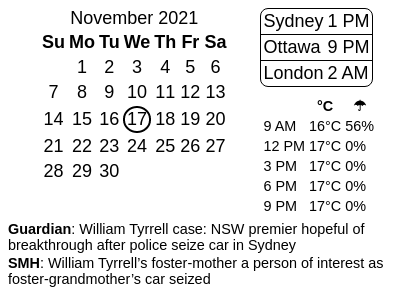 November 2021
Su Mo Tu We Th Fr Sa
1 2 3 4 5 6
7 8 9 10 11 12 13
14 15 16 17 18 19 20
21 22 23 24 25 26 27
28 29 30
Sydney 1 PM
Ottawa 9 PM
London 2 AM
°C ☂
9 AM 16°C 56%
12 PM 17°C 0%
3 PM 17°C 0%
6 PM 17°C 0%
9 PM 17°C 0%
Guardian: William Tyrrell case: NSW premier hopeful of
breakthrough after police seize car in Sydney
SMH: William Tyrrell’s foster-mother a person of interest as
foster-grandmother’s car seized